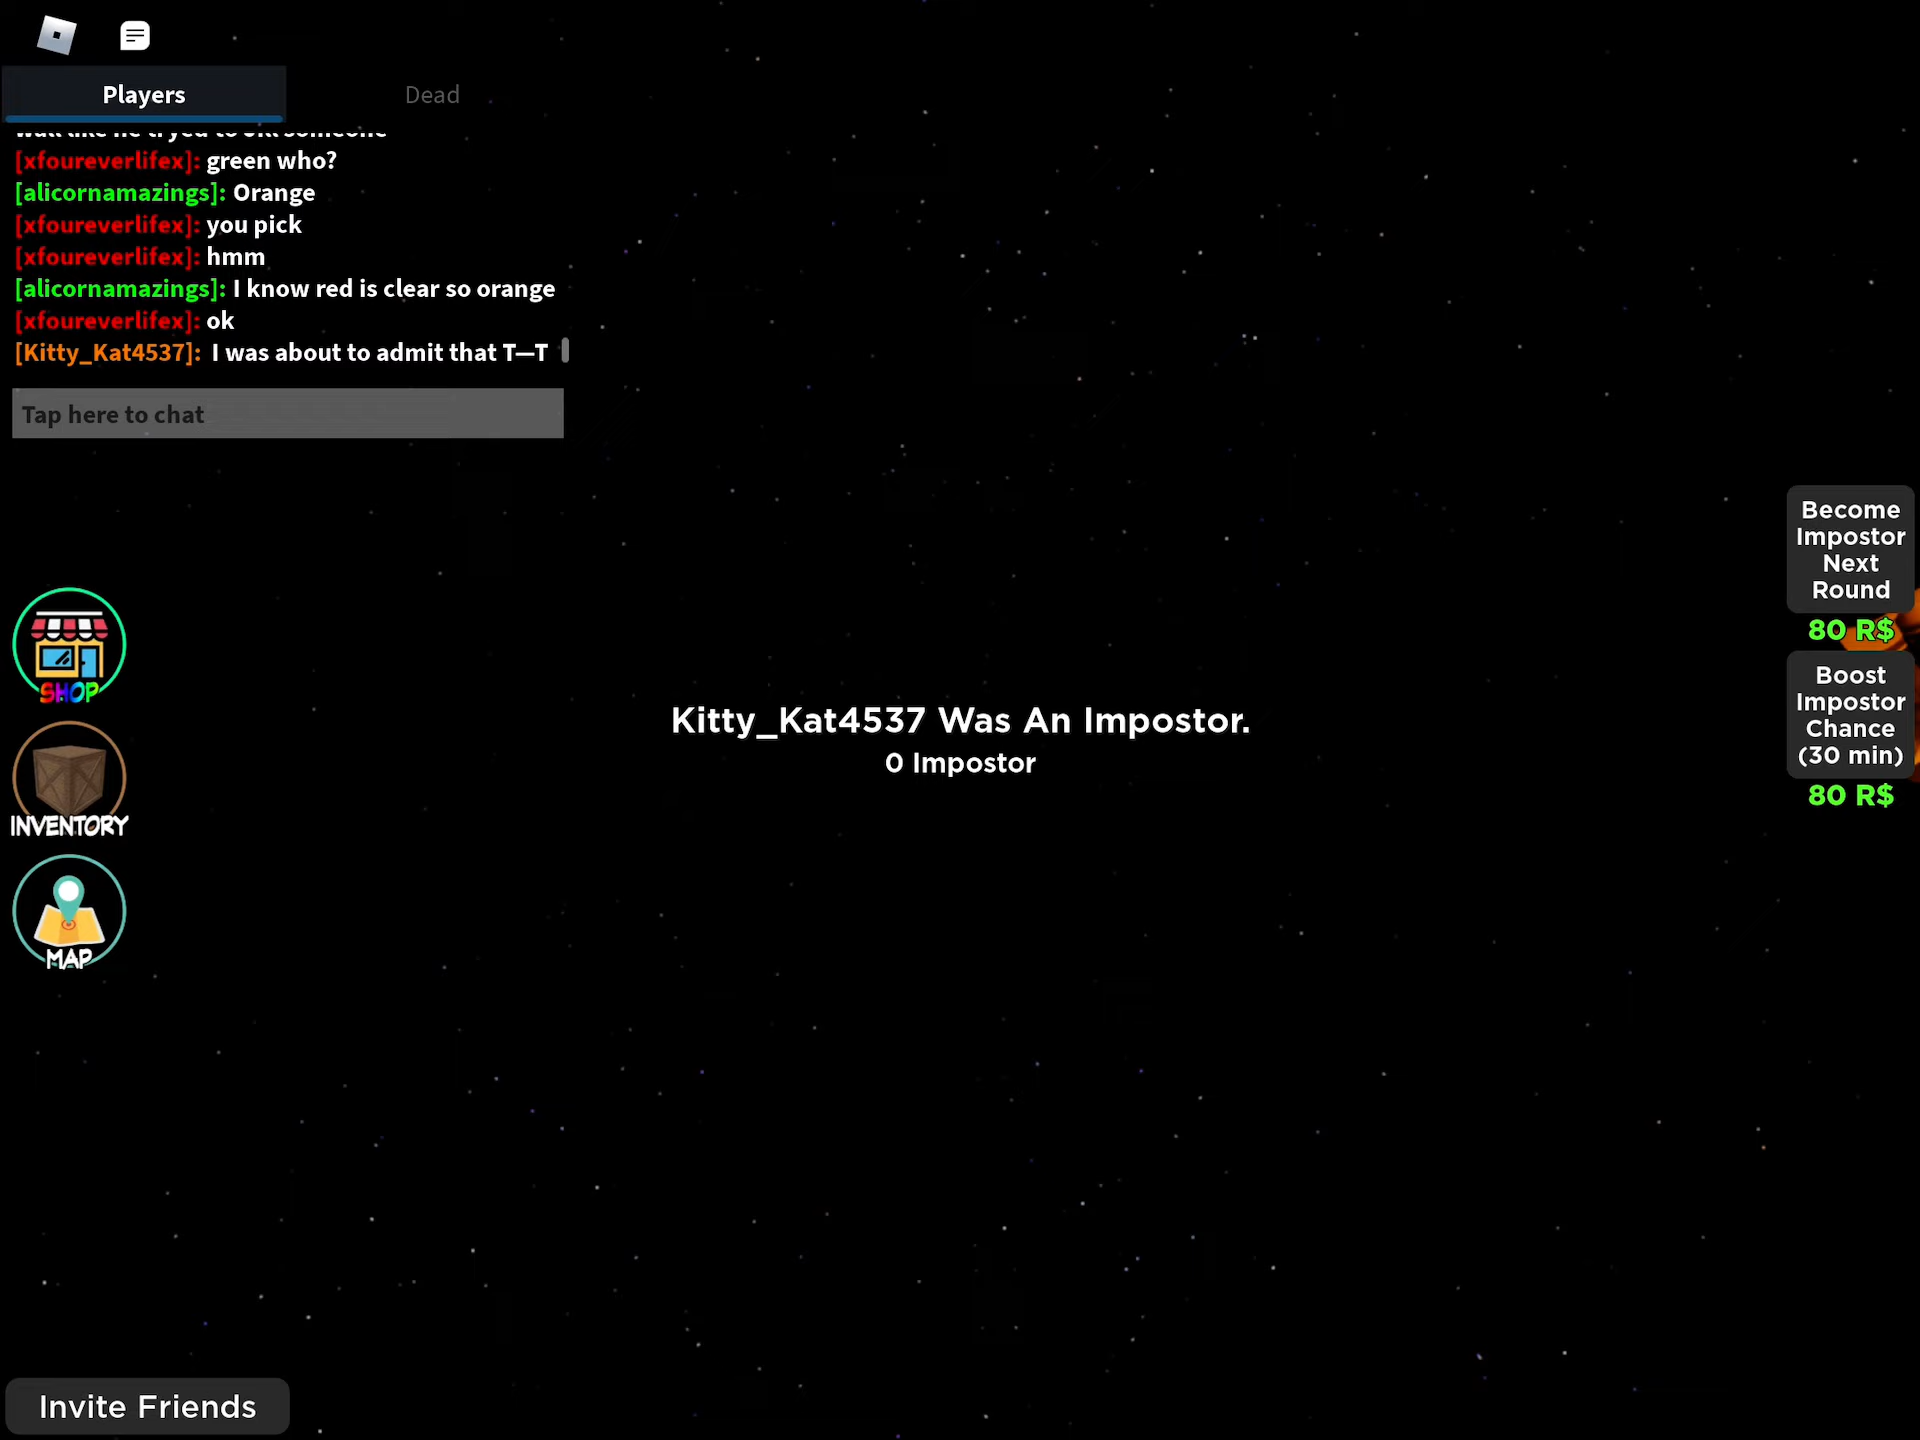 Players
Dead
[xfoureverlifex]: green who?
[alicornamazings]: Orange
[xfoureverlifex]: you pick
[xfoureverlifex]: hmm
[alicornamazings]: I know red is clear so orange
[xfoureverlifex]: ok
[Kitty_Kat4537]: I was about to admit that T—T
Tap here to chat
Become
Impostor
Next
Round
80 R$
Boost
Impostor
Chance
(30 min)
80 R$
SHOP
Kitty_Kat4537 Was An Impostor.
0 Impostor
INVENTORY
MAP
Invite Friends